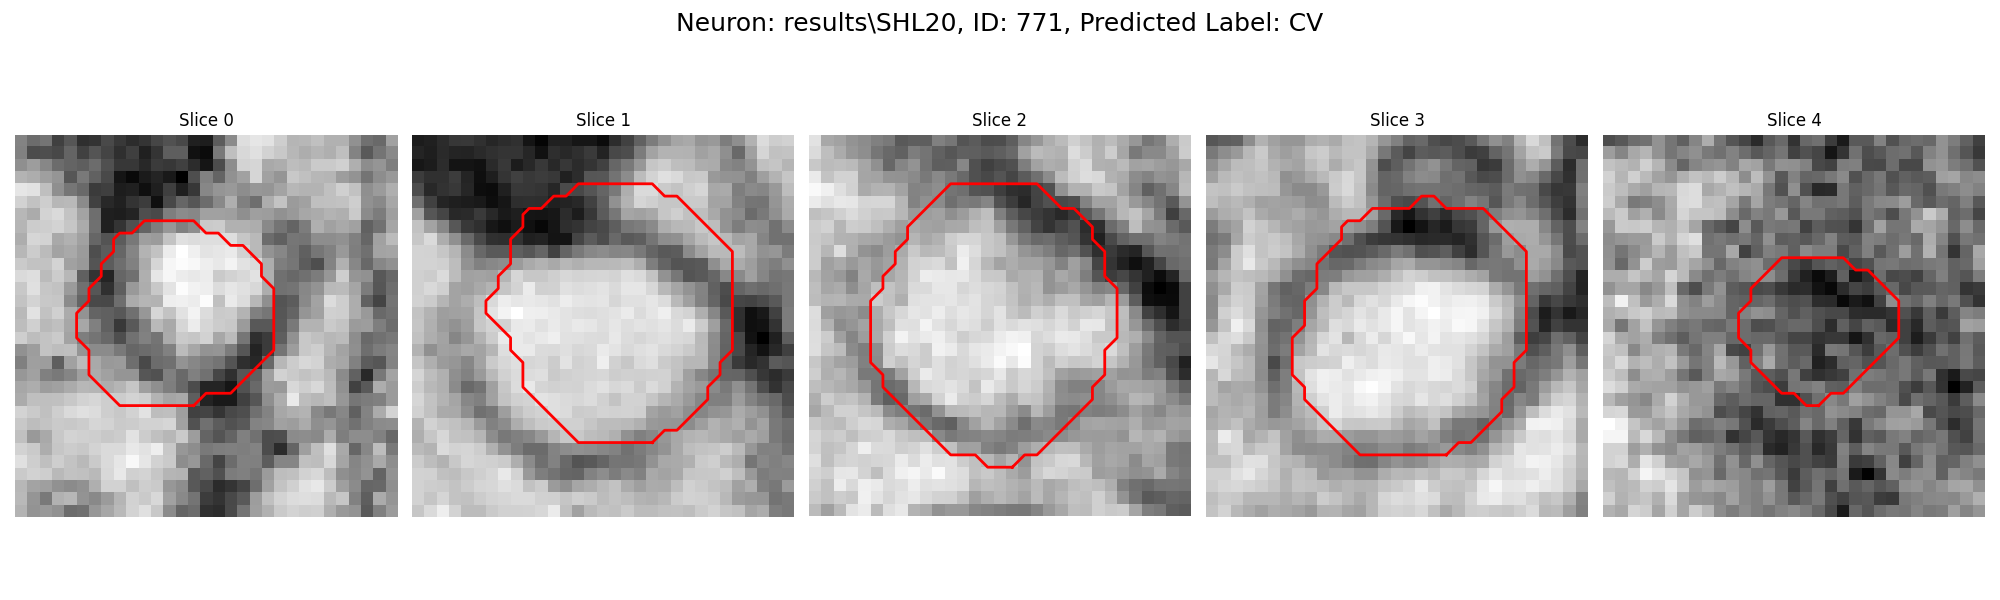 Neuron: results\SHL20, ID: 771, Predicted Label: CV
Slice 0
Slice 1
Slice 2
Slice 3
Slice 4